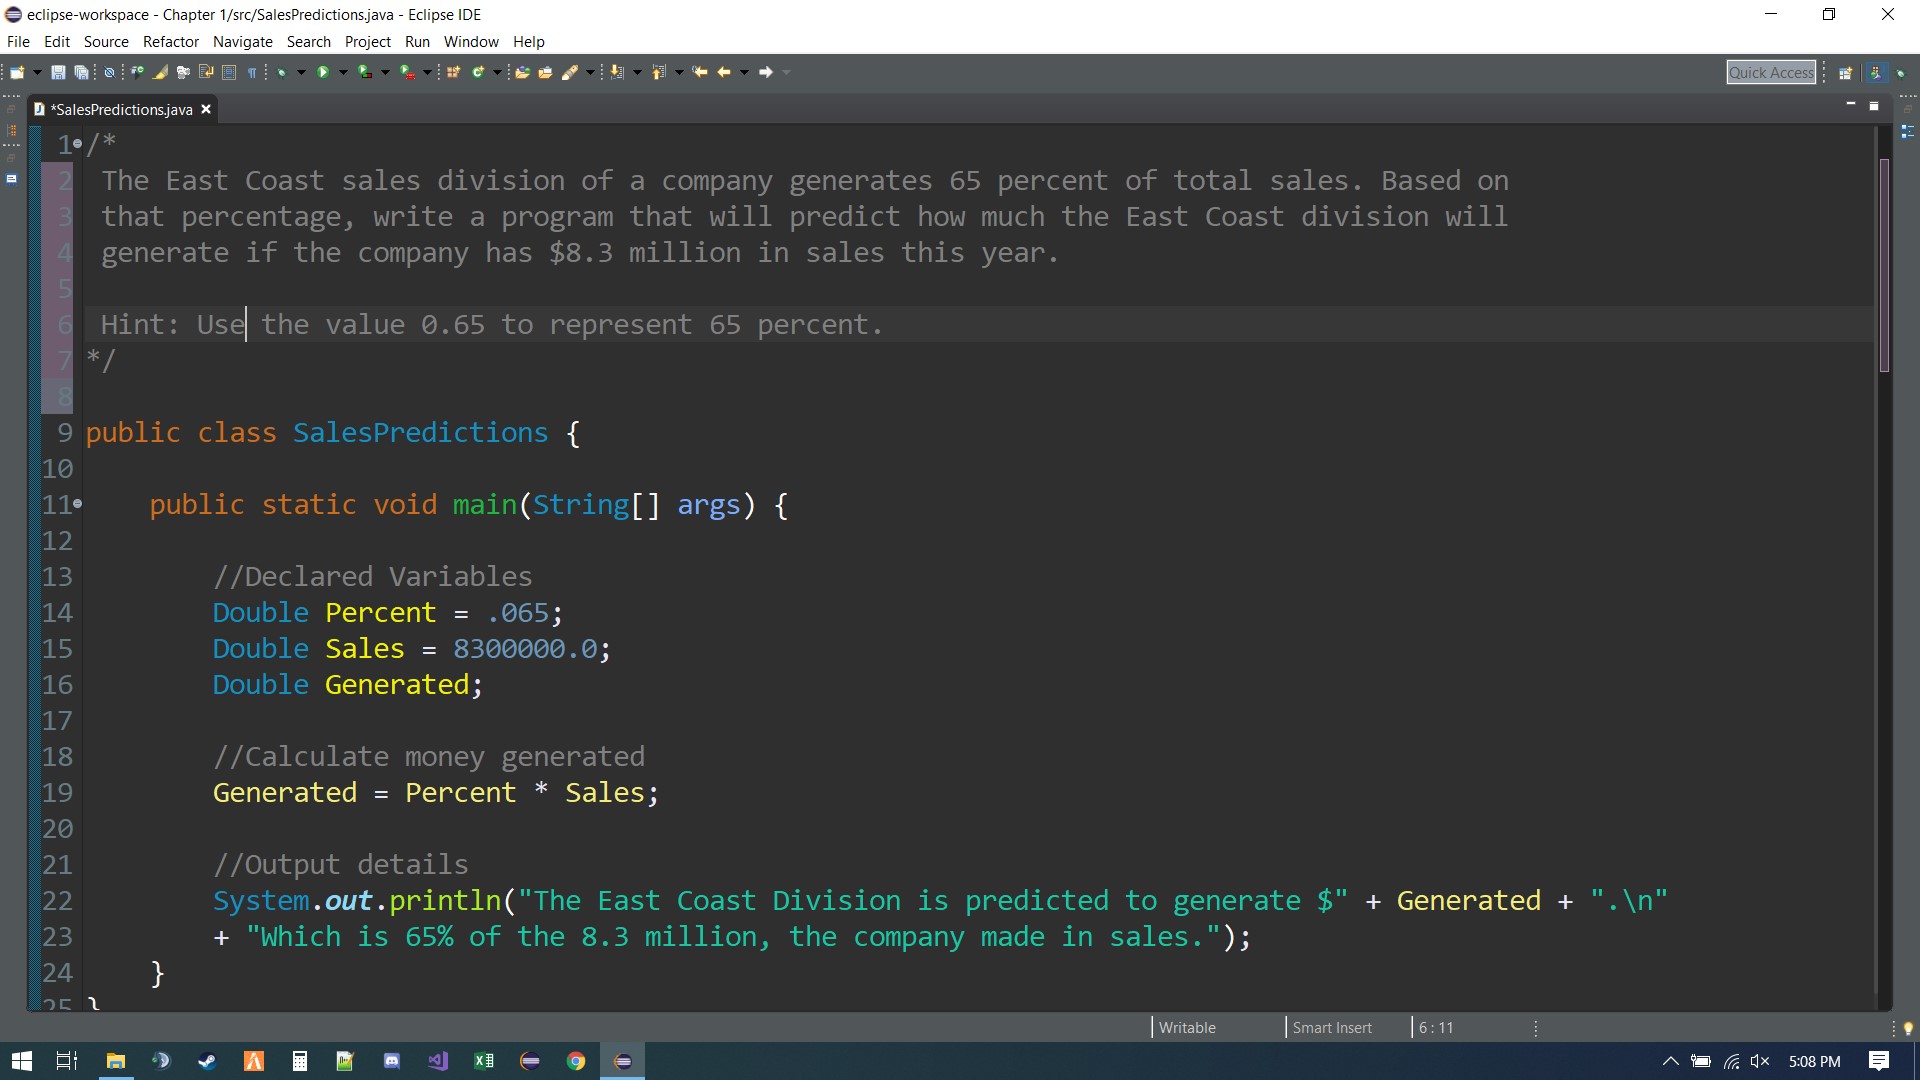 eclipse-workspace - Chapter 1/src/SalesPredictions.java - Eclipse IDE
File Edit Source Refactor Navigate Search Project Run Window Help
Quick Access
*SalesPredictions.java
1 /*
2 The East Coast sales division of a company generates 65 percent of total sales. Based on
3 that percentage, write a program that will predict how much the East Coast division will
4 generate if the company has $8.3 million in sales this year.
5
6 Hint: Use the value 0.65 to represent 65 percent.
7 */
8
9 public class SalesPredictions {
10
11     public static void main(String[] args) {
12
13         //Declared Variables
14         Double Percent = .065;
15         Double Sales = 8300000.0;
16         Double Generated;
17
18         //Calculate money generated
19         Generated = Percent * Sales;
20
21         //Output details
22         System.out.println("The East Coast Division is predicted to generate $" + Generated + ".\n"
23         + "Which is 65% of the 8.3 million, the company made in sales.");
24     }
25 }
Writable Smart Insert 6 : 11
5:08 PM